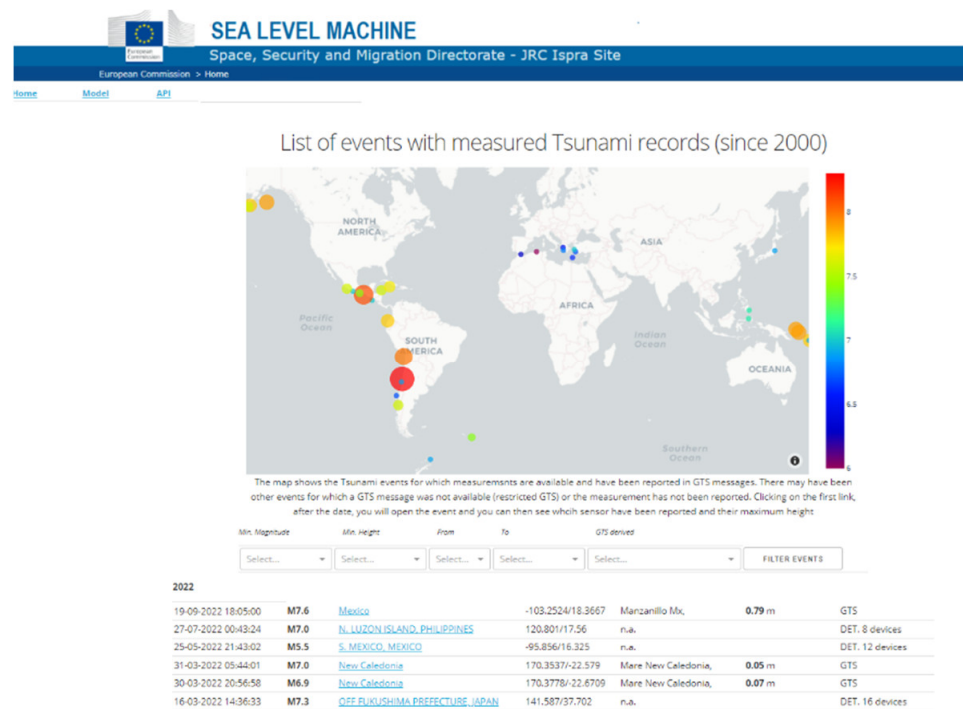 European
Commission
SEA LEVEL MACHINE
Space, Security and Migration Directorate - JRC Ispra Site
European Commission > Home
Home Model API
List of events with measured Tsunami records (since 2000)
NORTH
AMERICA
ASIA
AFRICA
Pacific
Ocean
SOUTH
AMERICA
Indian
Ocean
OCEANIA
Southern
Ocean
8
7.5
7
6.5
6
The map shows the Tsunami events for which measuremsnts are available and have been reported in GTS messages. There may have been
other events for which a GTS message was not available (restricted GTS) or the measurement has not been reported. Clicking on the first link,
after the date, you will open the event and you can then see whcih sensor have been reported and their maximum height
Min. Magnitude Min. Height From To GTS derived
Select... Select... Select... Select... Select... FILTER EVENTS
2022
19-09-2022 18:05:00 M7.6 Mexico -103.2524/18.3667 Manzanillo Mx, 0.79 m GTS
27-07-2022 00:43:24 M7.0 N. LUZON ISLAND, PHILIPPINES 120.801/17.56 n.a. DET. 8 devices
25-05-2022 21:43:02 M5.5 S. MEXICO, MEXICO -95.856/16.325 n.a. DET. 12 devices
31-03-2022 05:44:01 M7.0 New Caledonia 170.3537/-22.579 Mare New Caledonia, 0.05 m GTS
30-03-2022 20:56:58 M6.9 New Caledonia 170.3778/-22.6709 Mare New Caledonia, 0.07 m GTS
16-03-2022 14:36:33 M7.3 OFF FUKUSHIMA PREFECTURE, JAPAN 141.587/37.702 n.a. DET. 16 devices